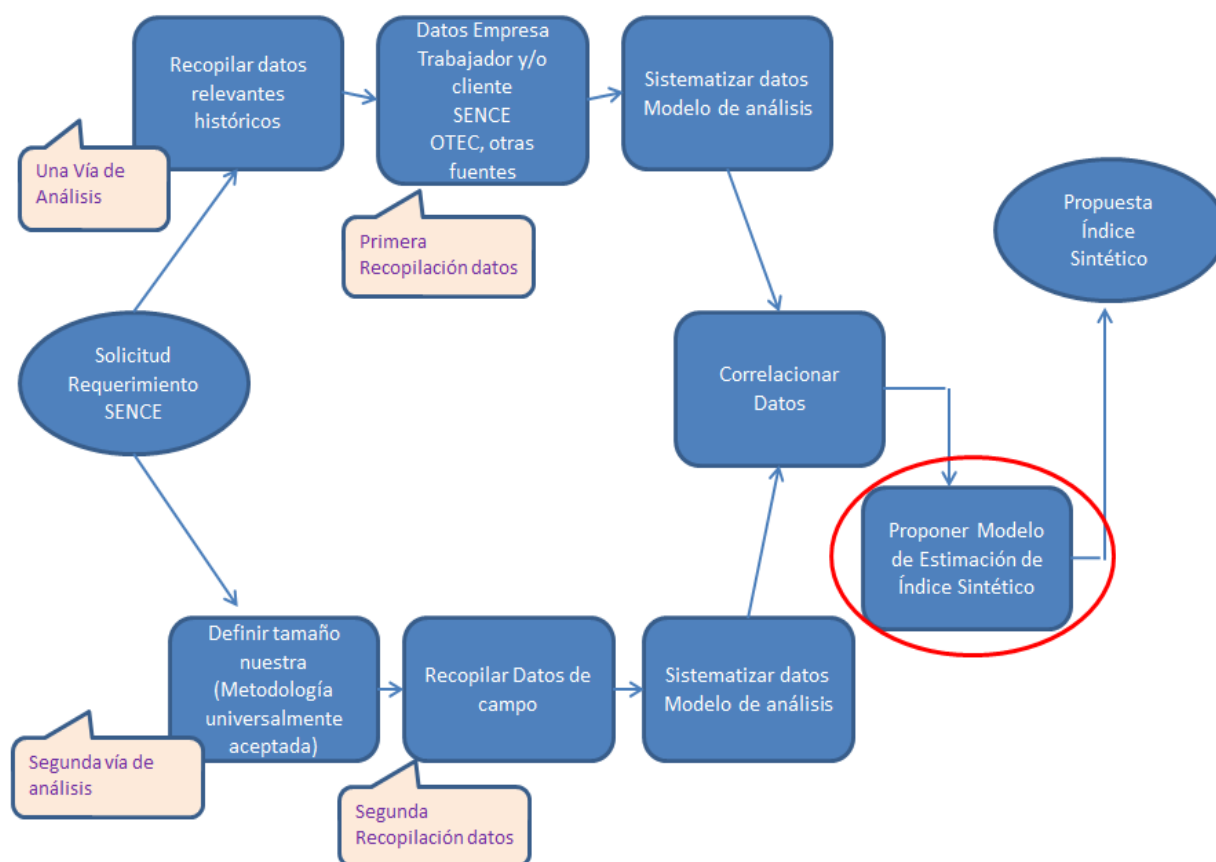 Recopilar datos
relevantes
históricos
Datos Empresa
Trabajador y/o
cliente
SENCE
OTEC, otras
fuentes
Sistematizar datos
Modelo de análisis
Una Vía de
Análisis
Primera
Recopilación datos
Propuesta
Índice
Sintético
Solicitud
Requerimiento
SENCE
Correlacionar
Datos
Proponer Modelo
de Estimación de
Índice Sintético
Definir tamaño
nuestra
(Metodología
universalmente
aceptada)
Recopilar Datos de
campo
Sistematizar datos
Modelo de análisis
Segunda vía de
análisis
Segunda
Recopilación datos